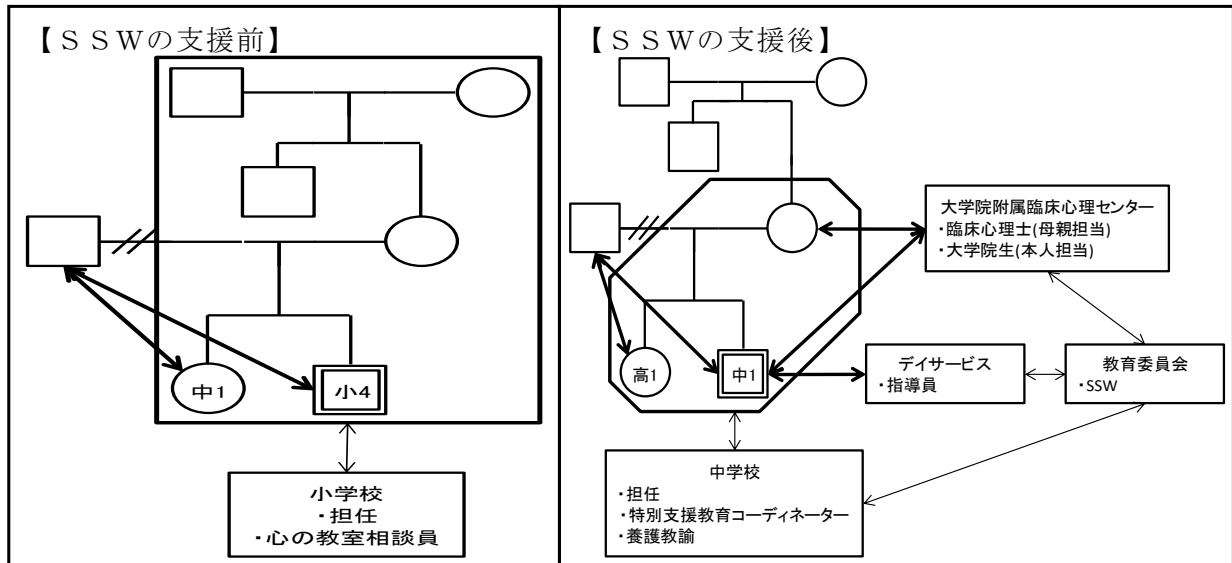 【ＳＳＷの支援前】
中1
小4
小学校
・担任
・心の教室相談員
【ＳＳＷの支援後】
大学院附属臨床心理センター
・臨床心理士(母親担当)
・大学院生(本人担当)
高1
中1
デイサービス
・指導員
教育委員会
・SSW
中学校
・担任
・特別支援教育コーディネーター
・養護教諭